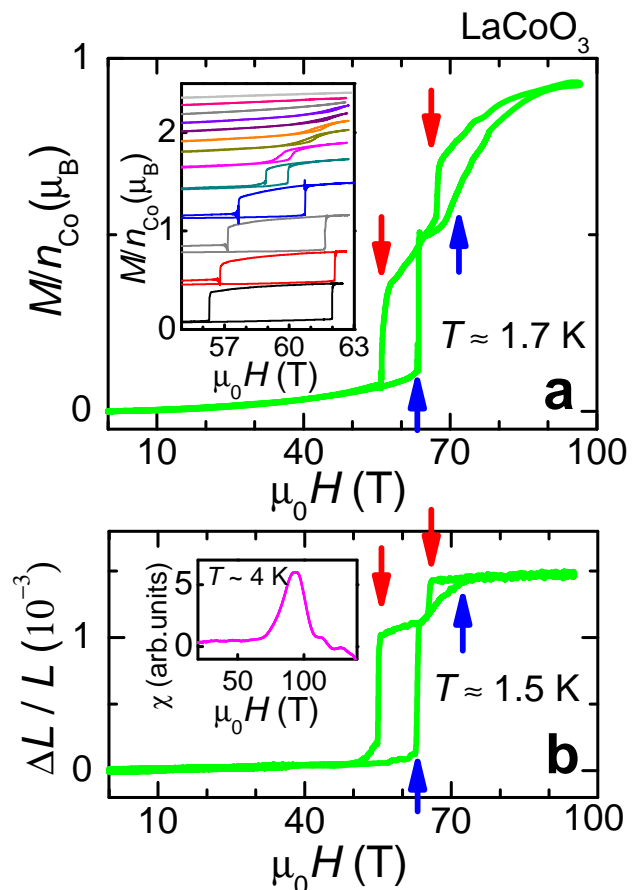 LaCoO3
1
0
M/nCo(μB)
2
1
0
M/nCo(μB)
57 60 63
μ0H (T)
T ≈ 1.7 K
a
10 40 70 100
μ0H (T)
1
0
ΔL / L (10⁻³)
T ~ 4 K
5
0
χ (arb.units)
50 100
μ0H (T)
T ≈ 1.5 K
b
10 40 70 100
μ0H (T)